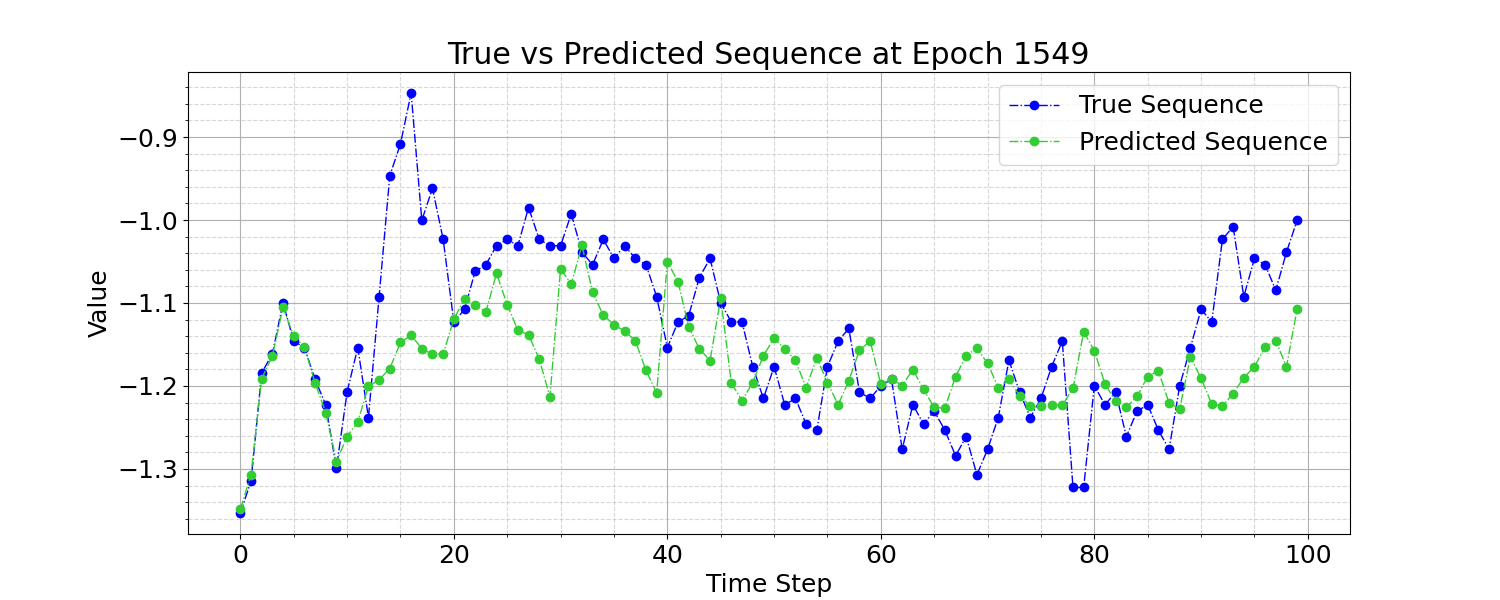 True vs Predicted Sequence at Epoch 1549
True Sequence
Predicted Sequence
Value
−0.9
−1.0
−1.1
−1.2
−1.3
0 20 40 60 80 100
Time Step